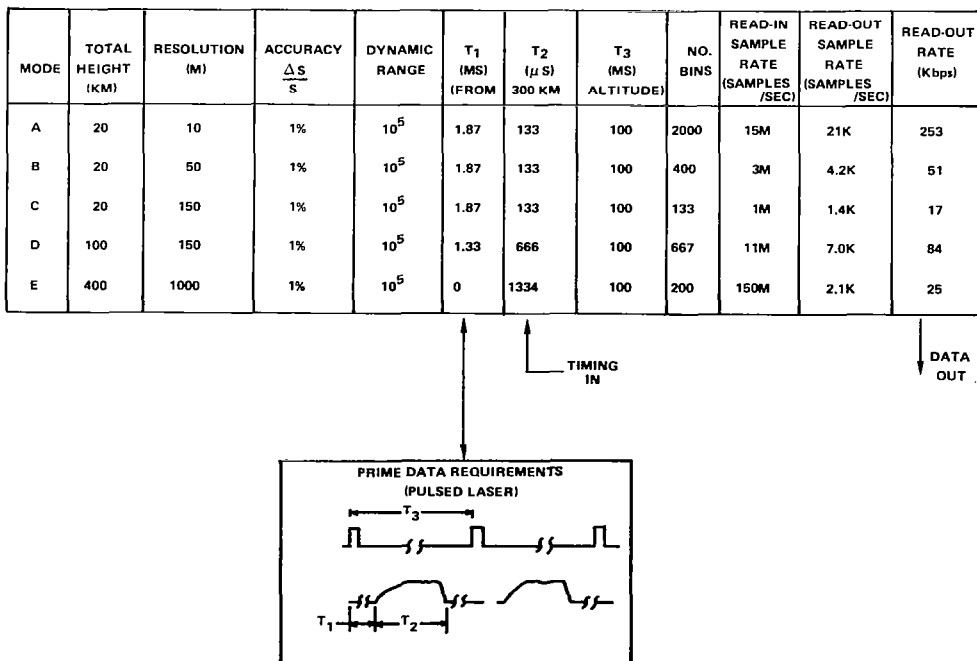 MODE | TOTAL HEIGHT (KM) | RESOLUTION (M) | ACCURACY ΔS/S | DYNAMIC RANGE | T1 (MS) (FROM | T2 (μS) 300 KM | T3 (MS) ALTITUDE) | NO. BINS | READ-IN SAMPLE RATE (SAMPLES /SEC) | READ-OUT SAMPLE RATE (SAMPLES /SEC) | READ-OUT RATE (Kbps)
A | 20 | 10 | 1% | 10^5 | 1.87 | 133 | 100 | 2000 | 15M | 21K | 253
B | 20 | 50 | 1% | 10^5 | 1.87 | 133 | 100 | 400 | 3M | 4.2K | 51
C | 20 | 150 | 1% | 10^5 | 1.87 | 133 | 100 | 133 | 1M | 1.4K | 17
D | 100 | 150 | 1% | 10^5 | 1.33 | 666 | 100 | 667 | 11M | 7.0K | 84
E | 400 | 1000 | 1% | 10^5 | 0 | 1334 | 100 | 200 | 150M | 2.1K | 25
TIMING
IN
DATA
OUT
PRIME DATA REQUIREMENTS
(PULSED LASER)
T3
T1
T2